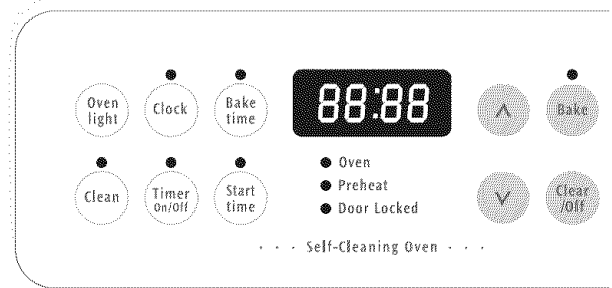 Oven
light
Clock
Bake
time
88:88
Bake
Clean
Timer
On/Off
Start
time
Oven
Preheat
Door Locked
Clear
/Off
Self-Cleaning Oven